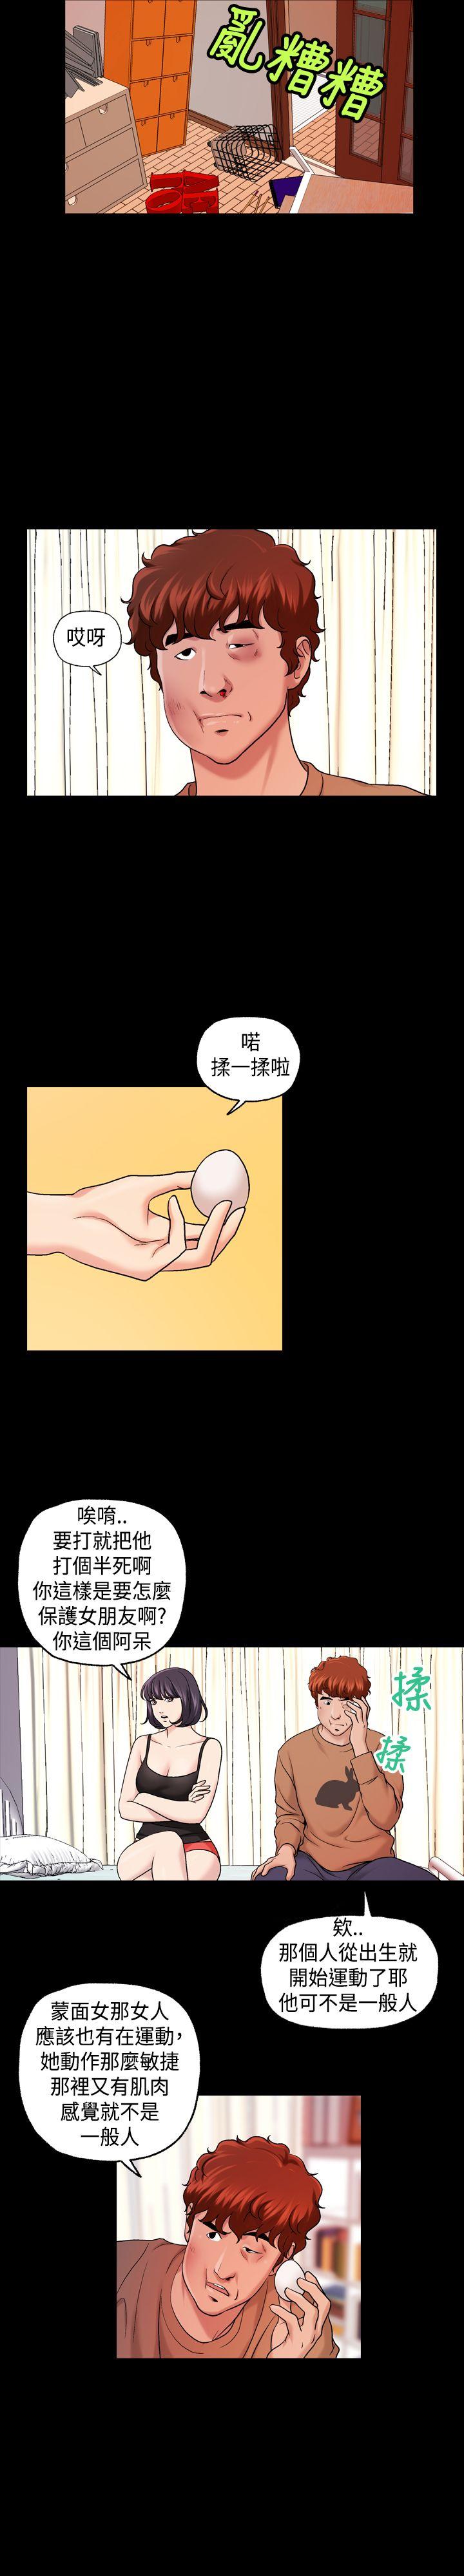 亂糟糟
哎呀
喏
揉一揉啦
唉唷..
要打就把他
打個半死啊
你這樣是要怎麼
保護女朋友啊?
你這個阿呆
揉
揉
欸..
那個人從出生就
開始運動了耶
他可不是一般人
蒙面女那女人
應該也有在運動,
她動作那麼敏捷
那裡又有肌肉
感覺就不是
一般人